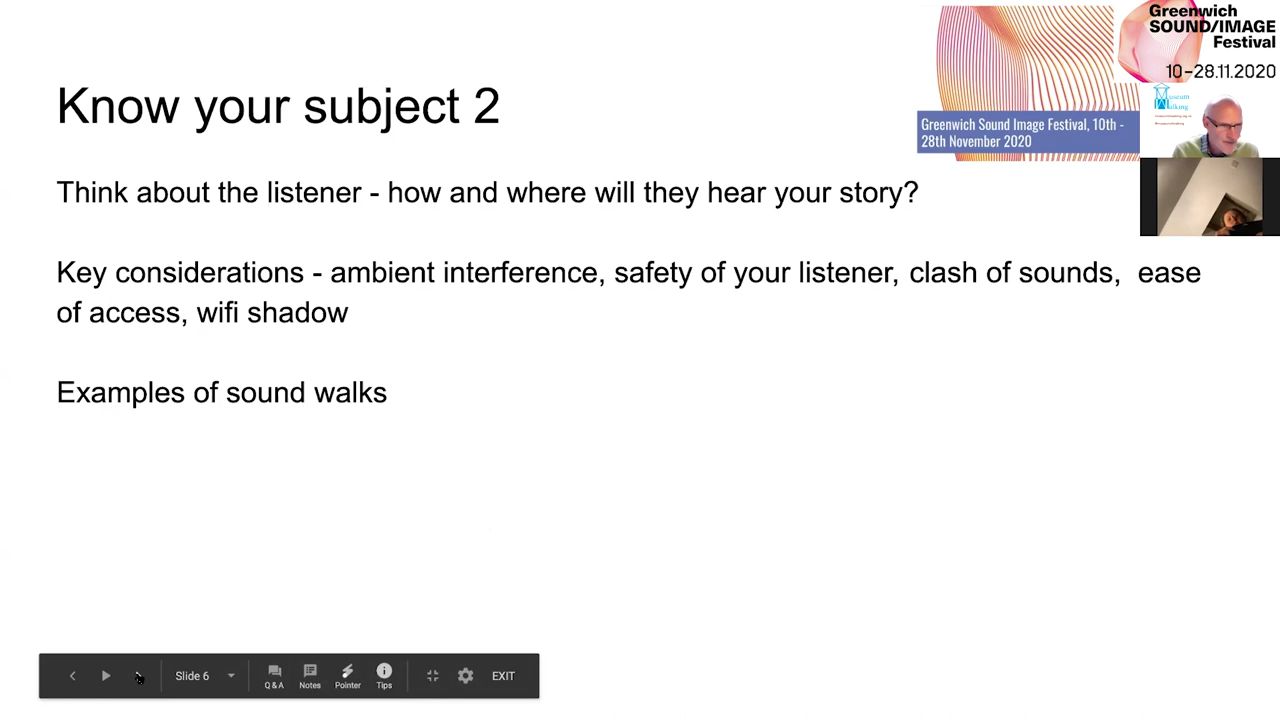 Greenwich
SOUND/IMAGE
Festival
10–28.11.2020
Know your subject 2
Museum
Walking
Greenwich Sound Image Festival, 10th -
28th November 2020
Think about the listener - how and where will they hear your story?
Key considerations - ambient interference, safety of your listener, clash of sounds,  ease
of access, wifi shadow
Examples of sound walks
Slide 6
Q & A
Notes
Pointer
Tips
EXIT